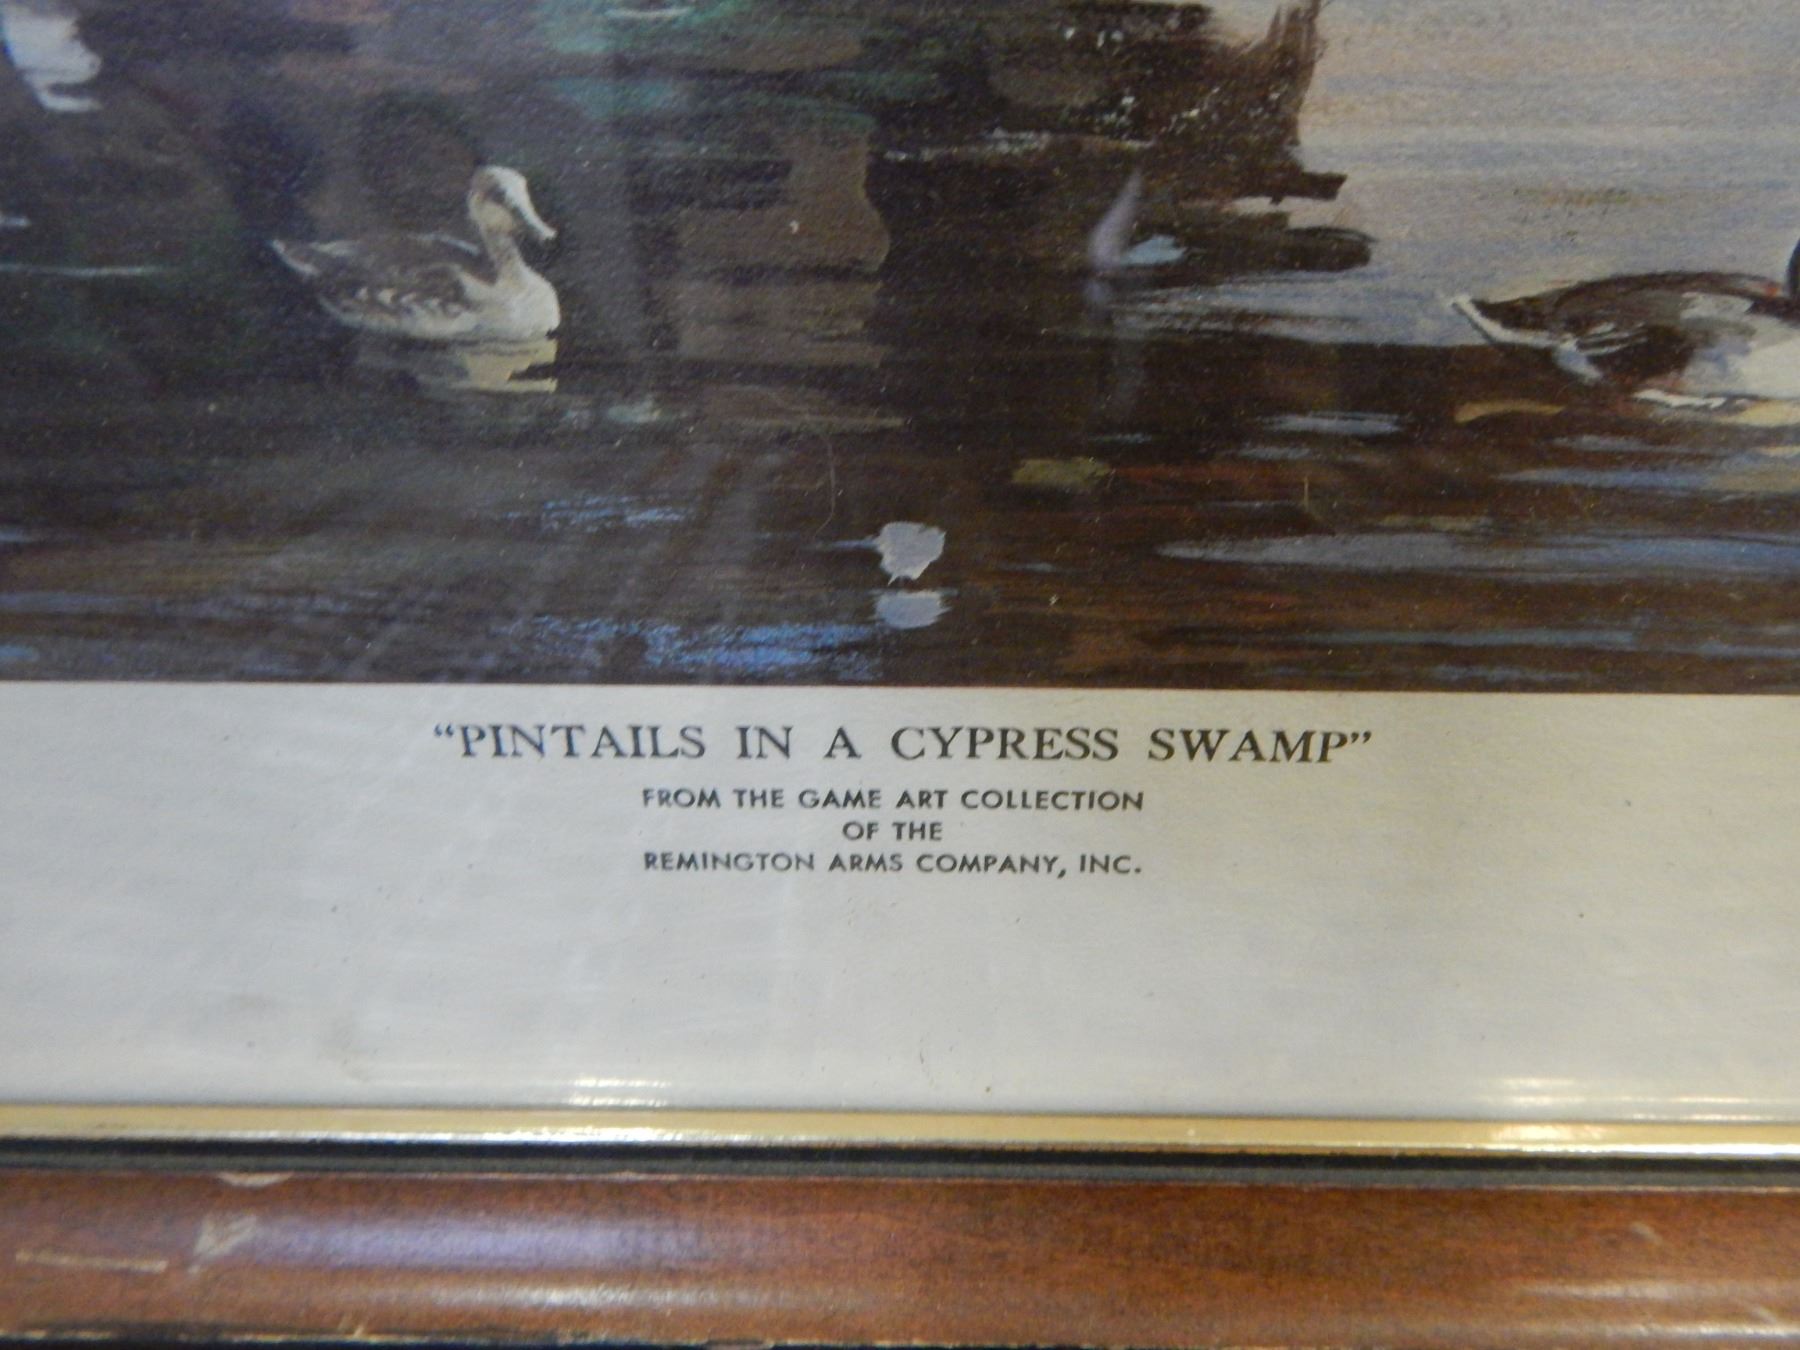 “PINTAILS IN A CYPRESS SWAMP”
FROM THE GAME ART COLLECTION
OF THE
REMINGTON ARMS COMPANY, INC.